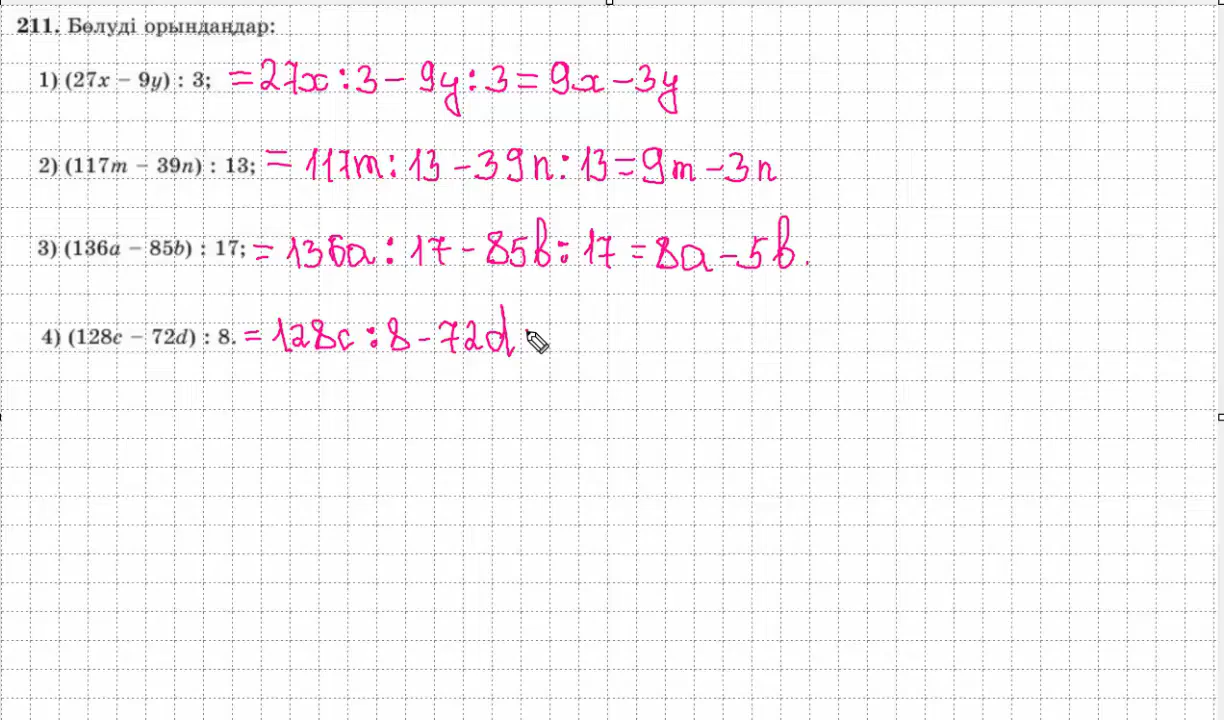 211. Бөлуді орындаңдар:
1) (27x − 9y) : 3; = 27x : 3 − 9y : 3 = 9x − 3y
2) (117m − 39n) : 13; = 117m : 13 − 39n : 13 = 9m − 3n
3) (136a − 85b) : 17; = 136a : 17 − 85b : 17 = 8a − 5b.
4) (128c − 72d) : 8. = 128c : 8 − 72d